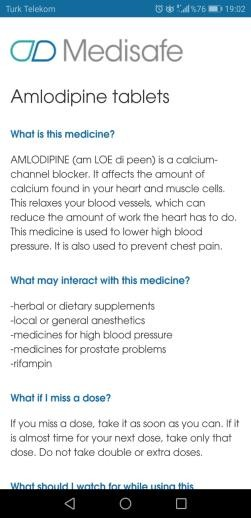 Turk Telekom %76 19:02
Medisafe
Amlodipine tablets
What is this medicine?
AMLODIPINE (am LOE di peen) is a calcium-
channel blocker. It affects the amount of
calcium found in your heart and muscle cells.
This relaxes your blood vessels, which can
reduce the amount of work the heart has to do.
This medicine is used to lower high blood
pressure. It is also used to prevent chest pain.
What may interact with this medicine?
-herbal or dietary supplements
-local or general anesthetics
-medicines for high blood pressure
-medicines for prostate problems
-rifampin
What if I miss a dose?
If you miss a dose, take it as soon as you can. If it
is almost time for your next dose, take only that
dose. Do not take double or extra doses.
What should I watch for while using this